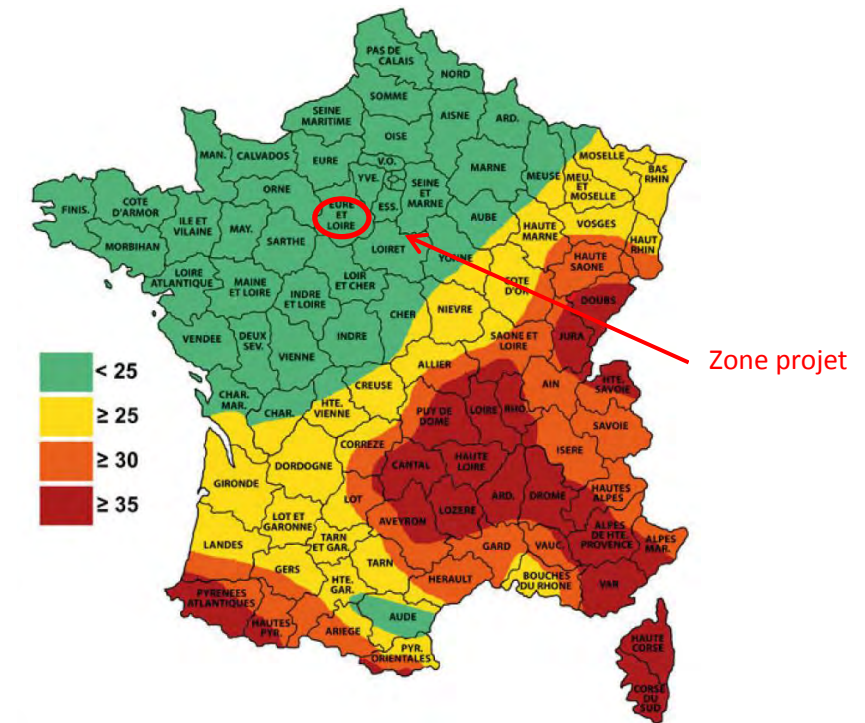 PAS DE
CALAIS
NORD
SOMME
SEINE
MARITIME
AISNE
ARD.
OISE
MAN.
CALVADOS
EURE
V.O.
YVE.
ESS.
SEINE
ET
MARNE
MARNE
MEUSE
MOSELLE
MEU.
ET
MOSELLE
BAS
RHIN
ORNE
EURE
ET
LOIRE
AUBE
HAUTE
MARNE
VOSGES
HAUT
RHIN
FINIS.
COTE
D'ARMOR
ILE ET
VILAINE
MAY.
SARTHE
LOIRET
YONNE
HAUTE
SAONE
MORBIHAN
LOIR
ET CHER
COTE
D'OR
DOUBS
LOIRE
ATLANTIQUE
MAINE
ET LOIRE
INDRE
ET LOIRE
CHER
NIEVRE
JURA
SAONE ET
LOIRE
VENDEE
DEUX
SEV.
VIENNE
INDRE
ALLIER
Zone projet
< 25
≥ 25
≥ 30
≥ 35
CHAR.
MAR.
CHAR.
HTE.
VIENNE
CREUSE
PUY DE
DOME
LOIRE
RHO.
AIN
HTE.
SAVOIE
SAVOIE
CORREZE
ISERE
GIRONDE
DORDOGNE
CANTAL
HAUTE
LOIRE
LOT
ARD.
DROME
HAUTES
ALPES
LOT ET
GARONNE
AVEYRON
LOZERE
LANDES
TARN
ET GAR.
GARD
VAUC.
ALPES
DE HTE.
PROVENCE
ALPES
MAR.
GERS
TARN
HTE.
GAR.
HERAULT
BOUCHES
DU RHONE
VAR
PYRENEES
ATLANTIQUES
HAUTES
PYR.
ARIEGE
AUDE
PYR.
ORIENTALES
HAUTE
CORSE
CORSE
DU
SUD